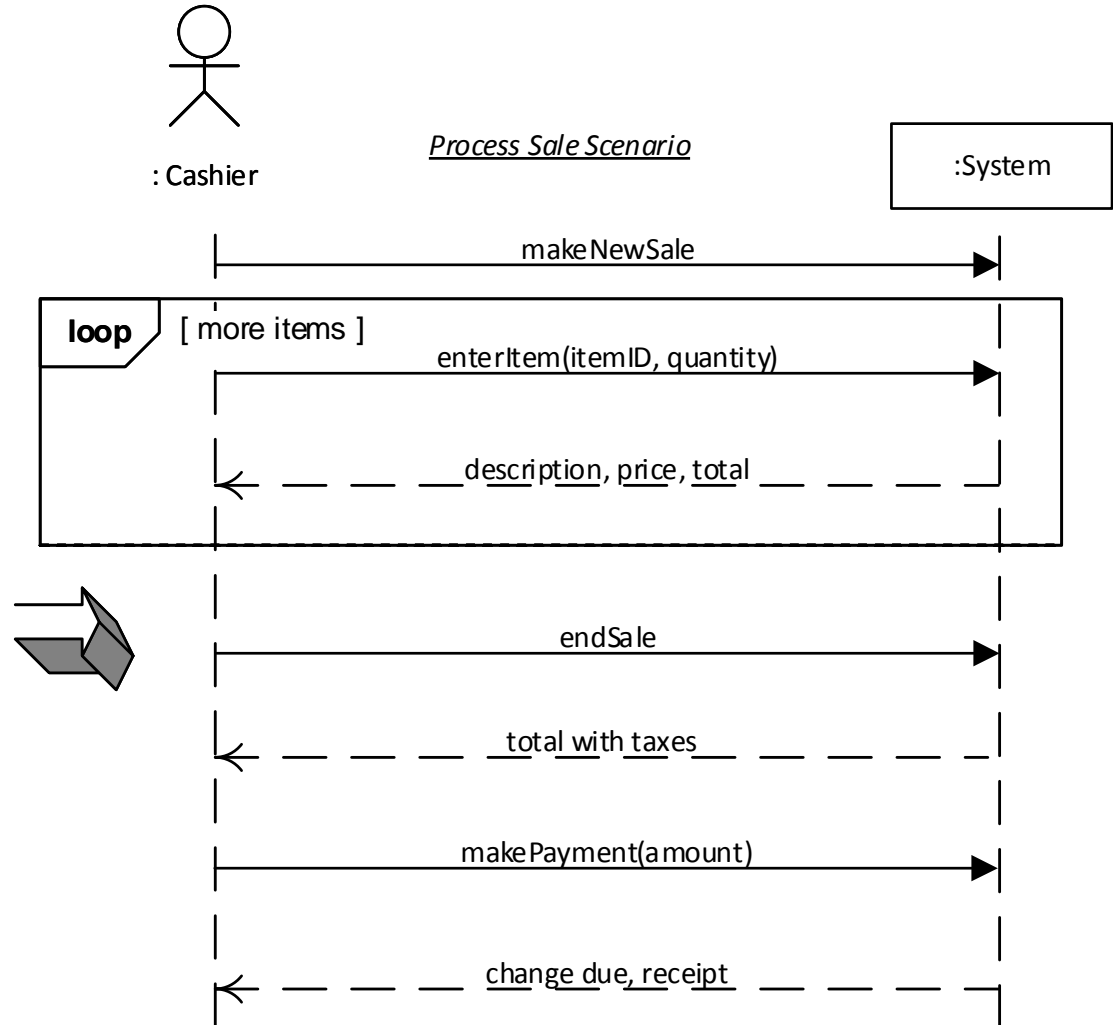 Process Sale Scenario
: Cashier
:System
makeNewSale
loop
[ more items ]
enterItem(itemID, quantity)
description, price, total
endSale
total with taxes
makePayment(amount)
change due, receipt